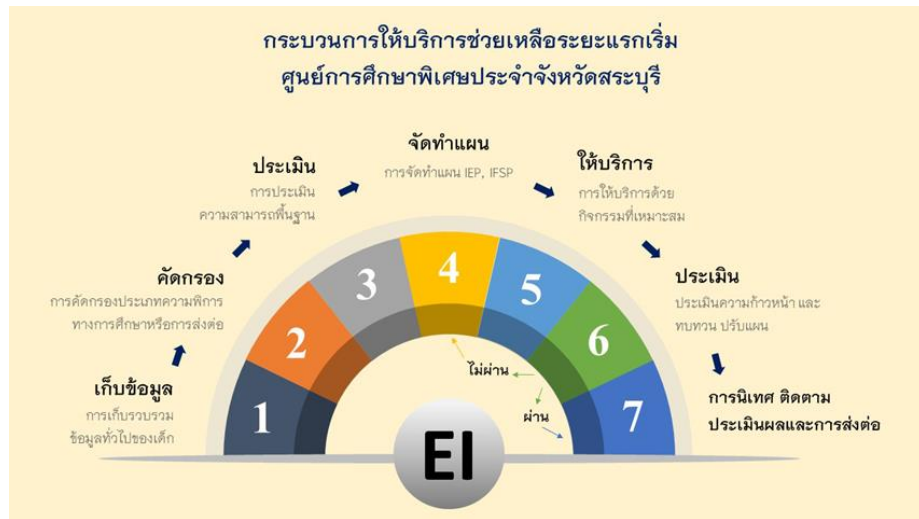 กระบวนการให้บริการช่วยเหลือระยะแรกเริ่ม
ศูนย์การศึกษาพิเศษประจำจังหวัดสระบุรี
เก็บข้อมูล
การเก็บรวบรวม
ข้อมูลทั่วไปของเด็ก
คัดกรอง
การคัดกรองประเภทความพิการ
ทางการศึกษาหรือการส่งต่อ
ประเมิน
การประเมิน
ความสามารถพื้นฐาน
จัดทำแผน
การจัดทำแผน IEP, IFSP
ให้บริการ
การให้บริการด้วย
กิจกรรมที่เหมาะสม
ประเมิน
ประเมินความก้าวหน้า และ
ทบทวน ปรับแผน
การนิเทศ ติดตาม
ประเมินผลและการส่งต่อ
1
2
3
4
5
6
7
ไม่ผ่าน
ผ่าน
EI